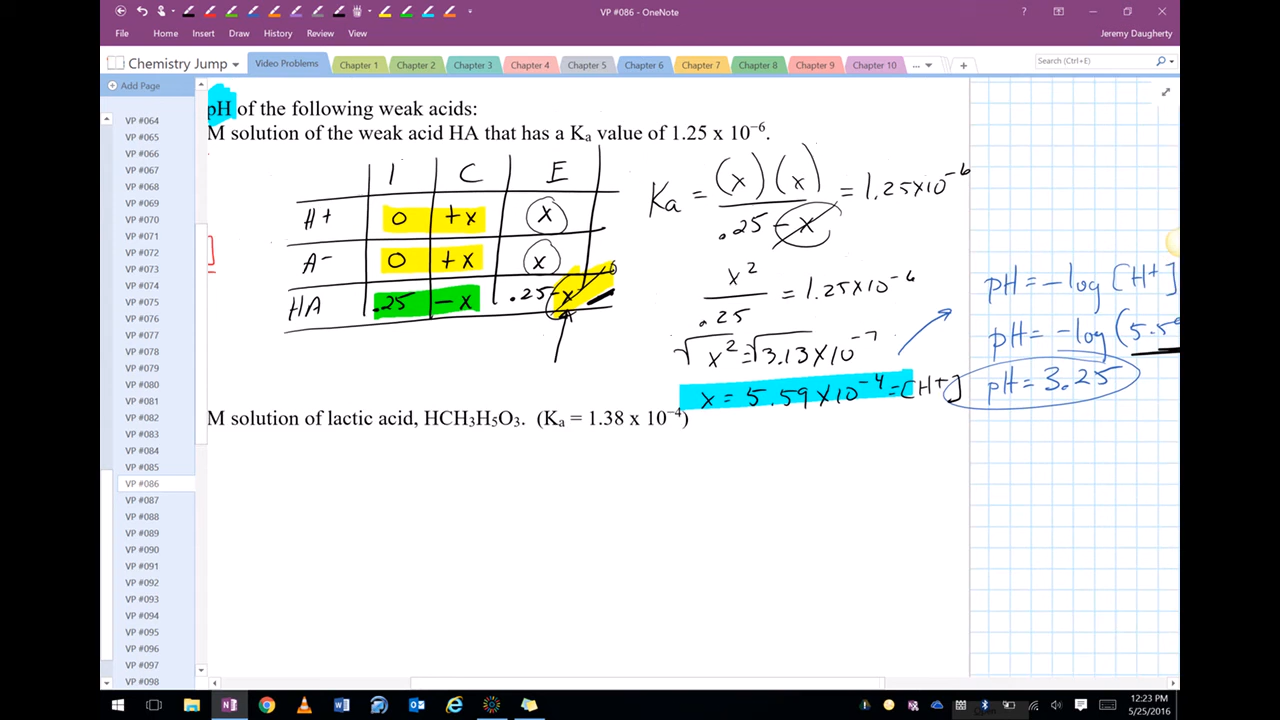 VP #086 - OneNote
Jeremy Daugherty
File Home Insert Draw History Review View
Chemistry Jump Video Problems Chapter 1 Chapter 2 Chapter 3 Chapter 4 Chapter 5 Chapter 6 Chapter 7 Chapter 8 Chapter 9 Chapter 10 ... + Search (Ctrl+E)
Add Page
VP #064
VP #065
VP #066
VP #067
VP #068
VP #069
VP #070
VP #071
VP #072
VP #073
VP #074
VP #075
VP #076
VP #077
VP #078
VP #079
VP #080
VP #081
VP #082
VP #083
VP #084
VP #085
VP #086
VP #087
VP #088
VP #089
VP #090
VP #091
VP #092
VP #093
VP #094
VP #095
VP #096
VP #097
VP #098
pH of the following weak acids:
M solution of the weak acid HA that has a Ka value of 1.25 x 10⁻⁶.
I C E
H+ 0 +x x
A- 0 +x x
HA .25 -x .25-x
Ka = (x)(x) / .25 - x = 1.25x10⁻⁶
x² / .25 = 1.25x10⁻⁶
√x² = √3.13x10⁻⁷
x = 5.59x10⁻⁴ = [H+]
pH = -log [H+]
pH = -log (5.59
pH = 3.25
M solution of lactic acid, HCH₃H₅O₃. (Ka = 1.38 x 10⁻⁴)
12:23 PM
5/25/2016